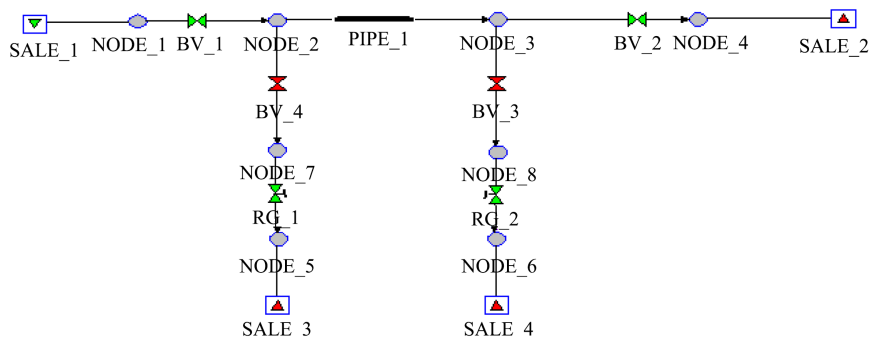 SALE_1 NODE_1 BV_1 NODE_2 PIPE_1 NODE_3 BV_2 NODE_4 SALE_2
BV_4 BV_3
NODE_7 NODE_8
RG_1 RG_2
NODE_5 NODE_6
SALE_3 SALE_4